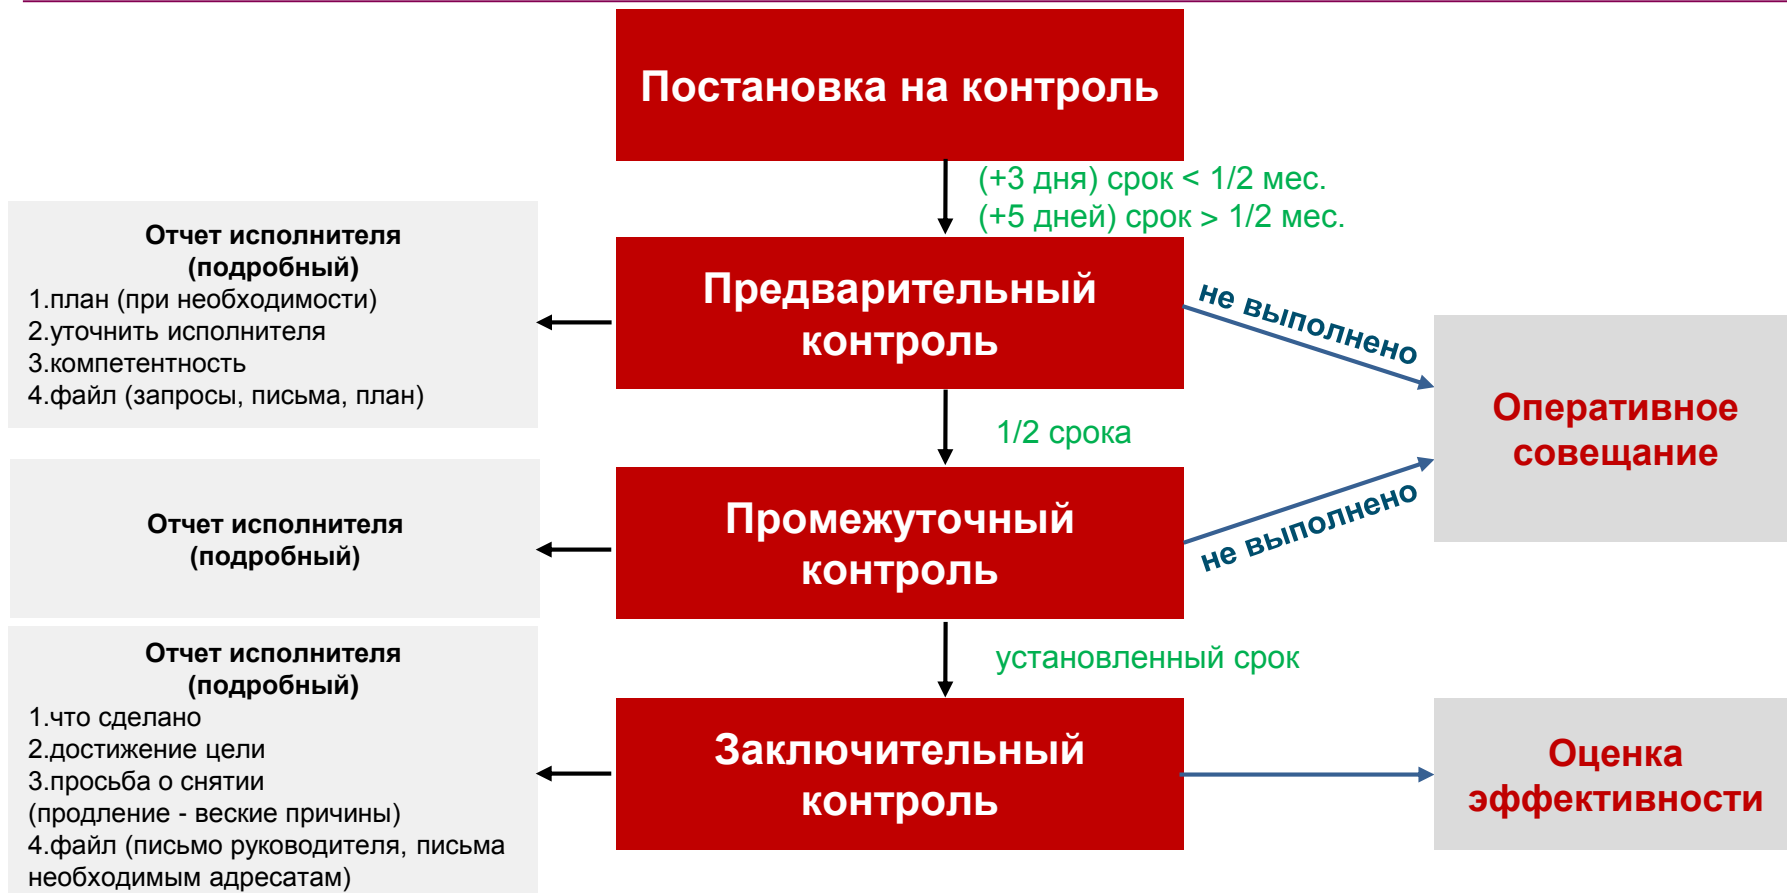 Постановка на контроль
(+3 дня) срок < 1/2 мес.
(+5 дней) срок > 1/2 мес.
Отчет исполнителя
(подробный)
1.план (при необходимости)
2.уточнить исполнителя
3.компетентность
4.файл (запросы, письма, план)
Предварительный
контроль
не выполнено
Оперативное
совещание
1/2 срока
Отчет исполнителя
(подробный)
Промежуточный
контроль
не выполнено
установленный срок
Отчет исполнителя
(подробный)
1.что сделано
2.достижение цели
3.просьба о снятии
(продление - веские причины)
4.файл (письмо руководителя, письма
необходимым адресатам)
Заключительный
контроль
Оценка
эффективности